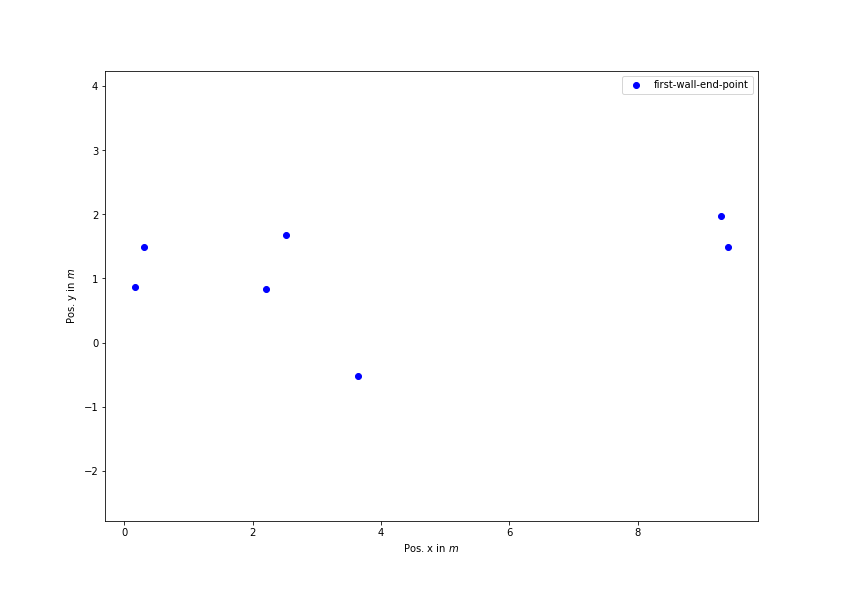 first-wall-end-point
4
3
2
1
0
−1
−2
Pos. y in m
0 2 4 6 8
Pos. x in m